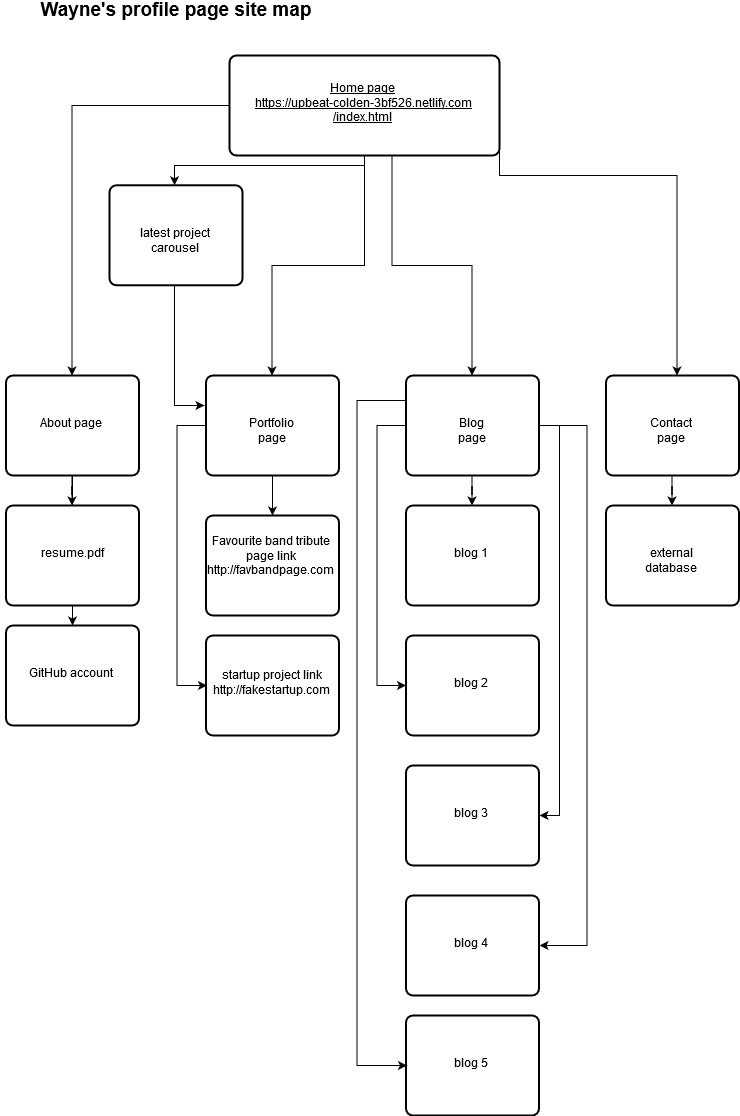 Wayne's profile page site map
Home page
https://upbeat-colden-3bf526.netlify.com
/index.html
latest project
carousel
About page
Portfolio
page
Blog
page
Contact
page
resume.pdf
Favourite band tribute
page link
http://favbandpage.com
blog 1
external
database
GitHub account
startup project link
http://fakestartup.com
blog 2
blog 3
blog 4
blog 5